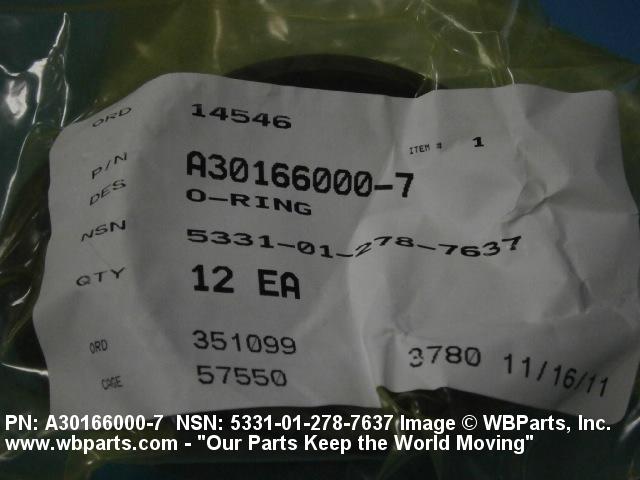 ORD 14546
ITEM # 1
P/N A30166000-7
DES O-RING
NSN 5331-01-278-7637
QTY 12 EA
ORD 351099 3780 11/16/11
CAGE 57550
PN: A30166000-7 NSN: 5331-01-278-7637 Image © WBParts, Inc.
www.wbparts.com - "Our Parts Keep the World Moving"